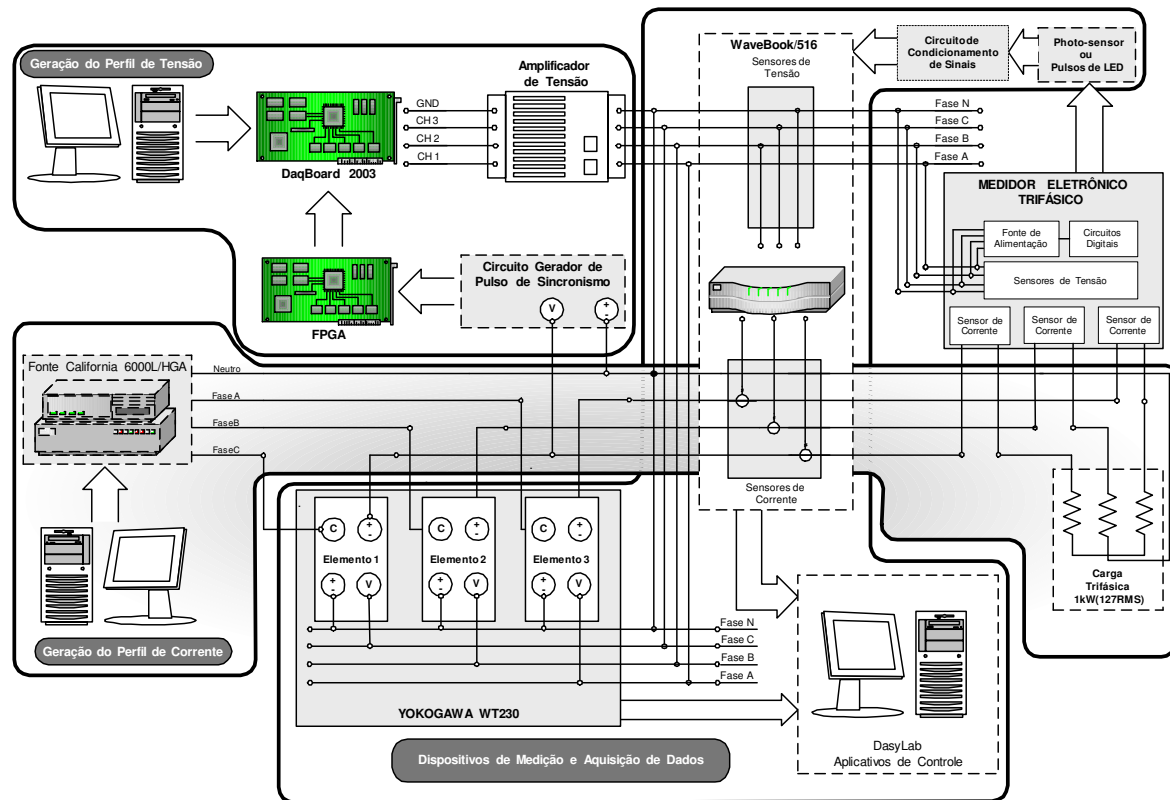 Geração do Perfil de Tensão
DaqBoard 2003
GND
CH 3
CH 2
CH 1
Amplificador
de Tensão
FPGA
Circuito Gerador de
Pulso de Sincronismo
V
+
-
WaveBook/516
Sensores de
Tensão
Circuito de
Condicionamento
de Sinais
Photo-sensor
ou
Pulsos de LED
Fase N
Fase C
Fase B
Fase A
MEDIDOR ELETRÔNICO
TRIFÁSICO
Fonte de
Alimentação
Circuitos
Digitais
Sensores de Tensão
Sensor de
Corrente
Sensor de
Corrente
Sensor de
Corrente
Fonte California 6000L/HGA
Neutro
Fase A
FaseB
FaseC
Geração do Perfil de Corrente
Sensores de
Corrente
C
+
-
Elemento 1
+
-
V
C
+
-
Elemento 2
+
-
V
C
+
-
Elemento 3
+
-
V
Fase N
Fase C
Fase B
Fase A
YOKOGAWA WT230
Carga
Trifásica
1kW(127RMS)
DasyLab
Aplicativos de Controle
Dispositivos de Medição e Aquisição de Dados